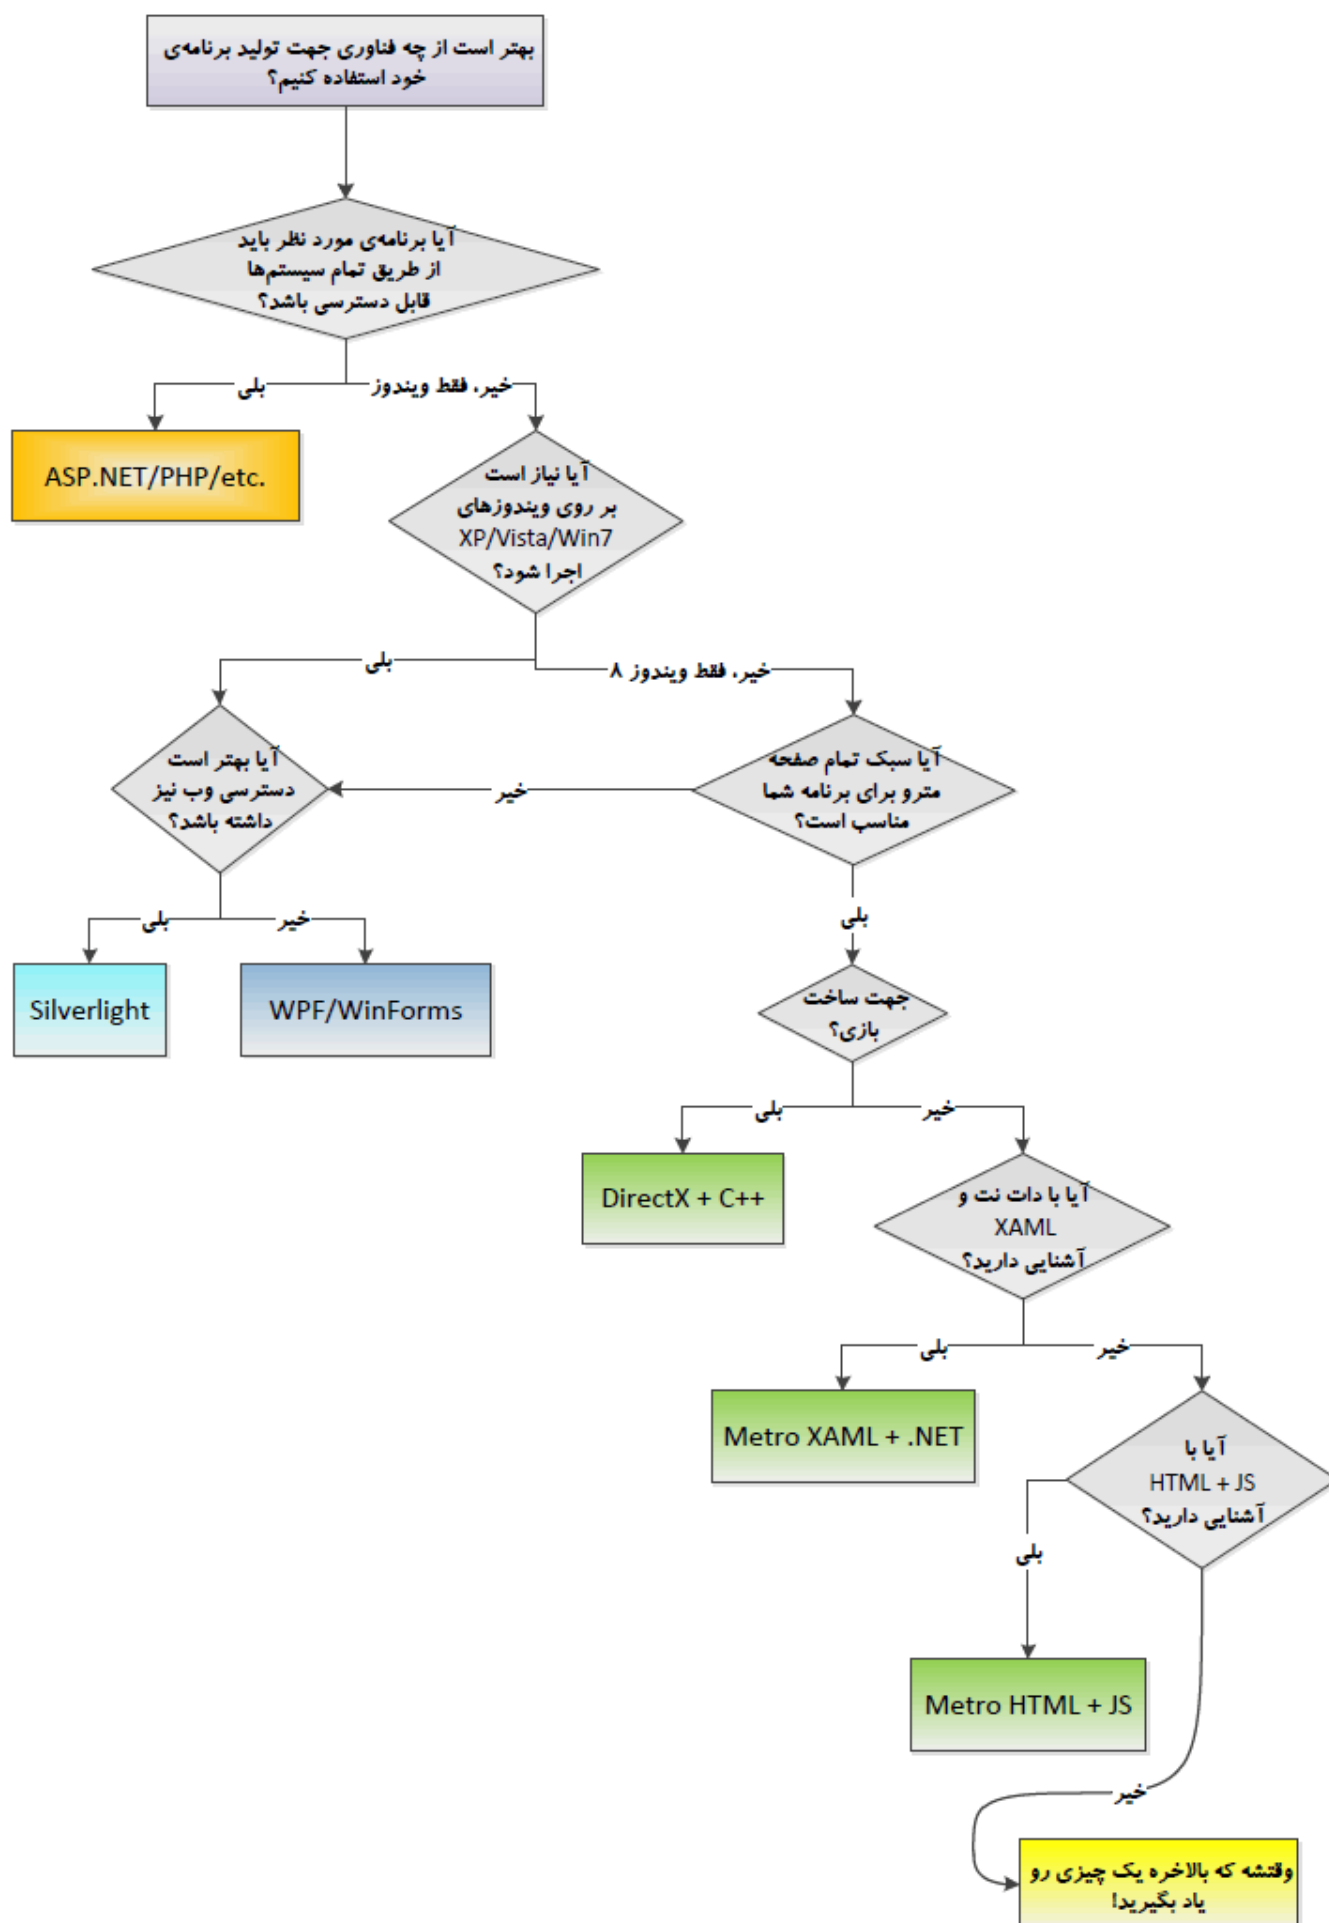 بهتر است از چه فناوری جهت تولید برنامه‌ی
خود استفاده کنیم؟
آیا برنامه‌ی مورد نظر باید
از طریق تمام سیستم‌ها
قابل دسترسی باشد؟
بلی
خیر، فقط ویندوز
ASP.NET/PHP/etc.
آیا نیاز است
بر روی ویندوزهای
XP/Vista/Win7
اجرا شود؟
بلی
خیر، فقط ویندوز ۸
آیا بهتر است
دسترسی وب نیز
داشته باشد؟
خیر
آیا سبک تمام صفحه
مترو برای برنامه شما
مناسب است؟
بلی
خیر
بلی
Silverlight
WPF/WinForms
جهت ساخت
بازی؟
بلی
خیر
DirectX + C++
آیا با دات نت و
XAML
آشنایی دارید؟
بلی
خیر
Metro XAML + .NET
آیا با
HTML + JS
آشنایی دارید؟
بلی
Metro HTML + JS
خیر
وقتشه که بالاخره یک چیزی رو
یاد بگیرید!